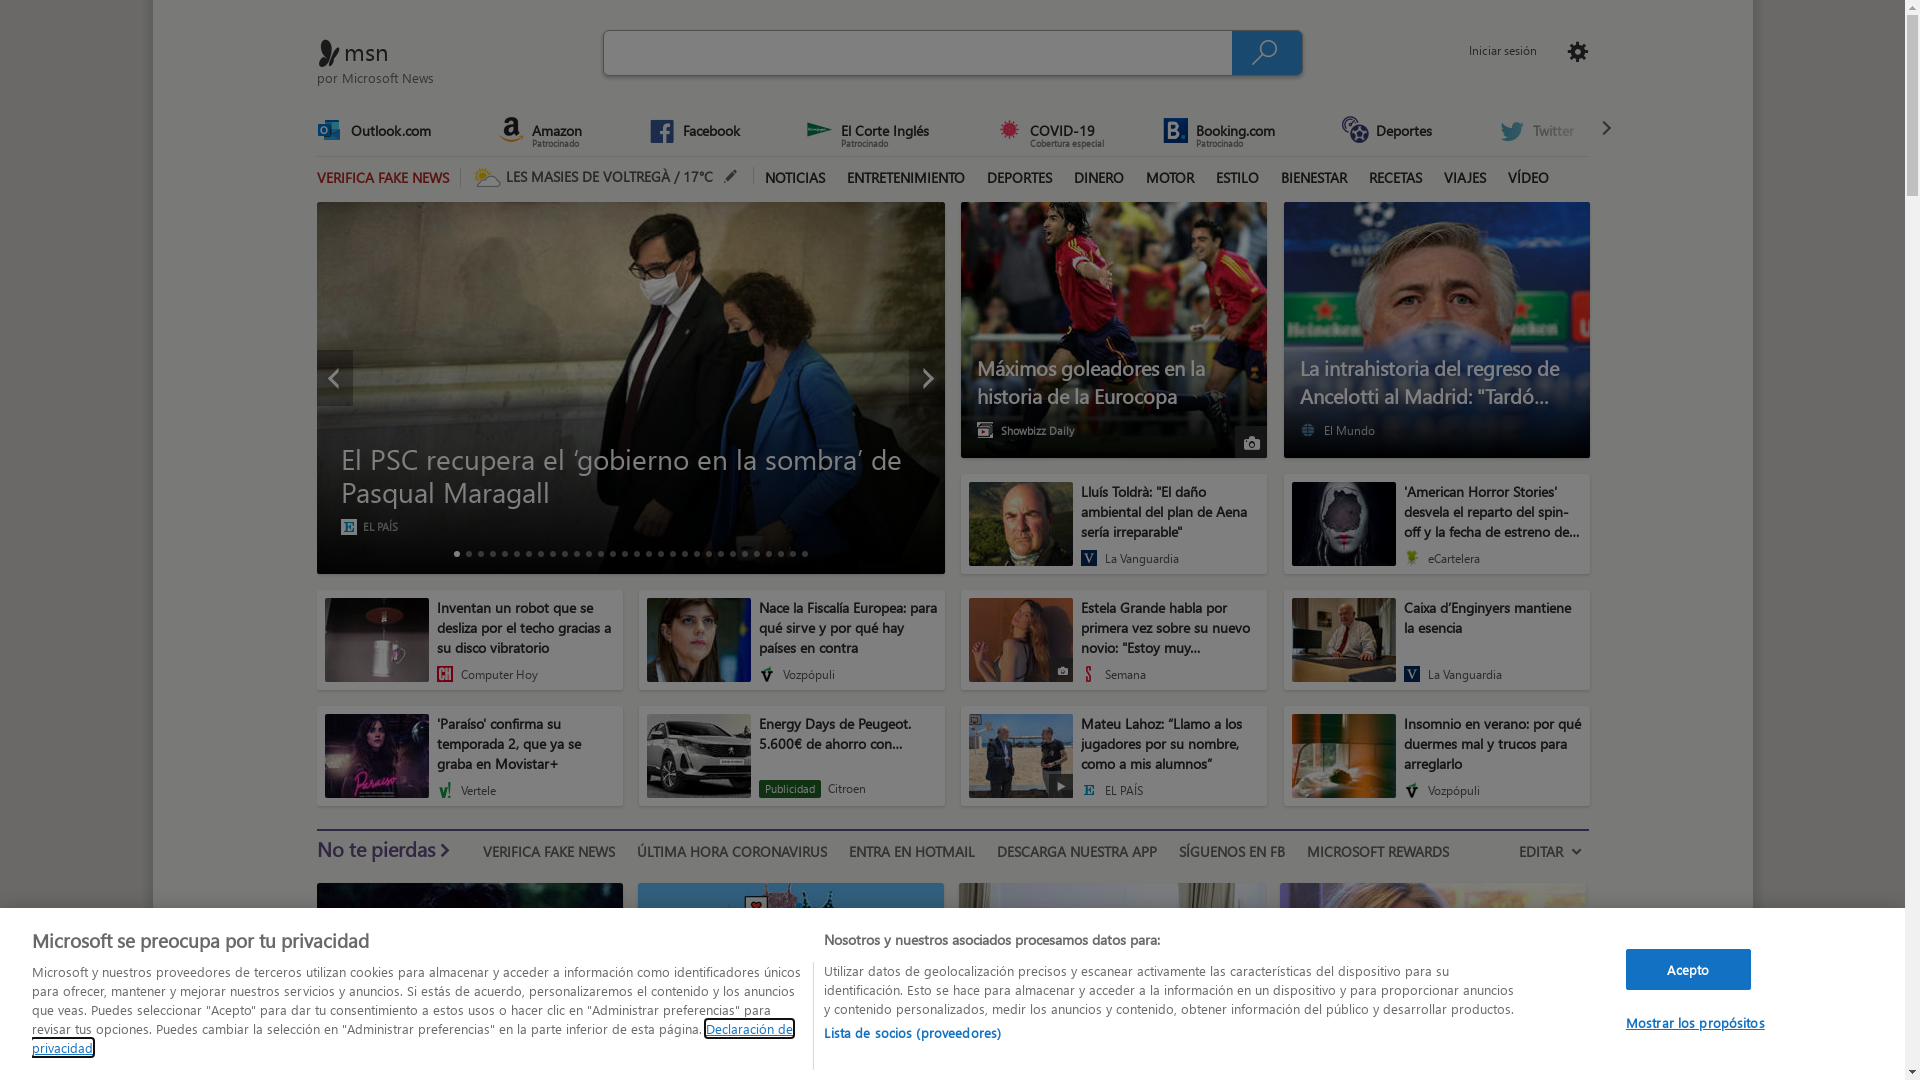 msn
por Microsoft News
Iniciar sesión
Outlook.com
Amazon
Patrocinado
Facebook
El Corte Inglés
Patrocinado
COVID-19
Cobertura especial
Booking.com
Patrocinado
Deportes
Twitter
VERIFICA FAKE NEWS
LES MASIES DE VOLTREGÀ / 17°C
NOTICIAS
ENTRETENIMIENTO
DEPORTES
DINERO
MOTOR
ESTILO
BIENESTAR
RECETAS
VIAJES
VÍDEO
El PSC recupera el ‘gobierno en la sombra’ de
Pasqual Maragall
EL PAÍS
Máximos goleadores en la
historia de la Eurocopa
Showbizz Daily
CHAMP
Heineken
Heineken
La intrahistoria del regreso de
Ancelotti al Madrid: "Tardó...
El Mundo
Lluís Toldrà: "El daño
ambiental del plan de Aena
sería irreparable"
La Vanguardia
'American Horror Stories'
desvela el reparto del spin-
off y la fecha de estreno de...
eCartelera
Inventan un robot que se
desliza por el techo gracias a
su disco vibratorio
Computer Hoy
Nace la Fiscalía Europea: para
qué sirve y por qué hay
países en contra
Vozpópuli
Estela Grande habla por
primera vez sobre su nuevo
novio: "Estoy muy...
Semana
Caixa d’Enginyers mantiene
la esencia
La Vanguardia
Paraíso
'Paraíso' confirma su
temporada 2, que ya se
graba en Movistar+
Vertele
Energy Days de Peugeot.
5.600€ de ahorro con...
Publicidad
Citroen
Mateu Lahoz: “Llamo a los
jugadores por su nombre,
como a mis alumnos”
EL PAÍS
Insomnio en verano: por qué
duermes mal y trucos para
arreglarlo
Vozpópuli
No te pierdas
VERIFICA FAKE NEWS
ÚLTIMA HORA CORONAVIRUS
ENTRA EN HOTMAIL
DESCARGA NUESTRA APP
SÍGUENOS EN FB
MICROSOFT REWARDS
EDITAR
Microsoft se preocupa por tu privacidad
Microsoft y nuestros proveedores de terceros utilizan cookies para almacenar y acceder a información como identificadores únicos
para ofrecer, mantener y mejorar nuestros servicios y anuncios. Si estás de acuerdo, personalizaremos el contenido y los anuncios
que veas. Puedes seleccionar "Acepto" para dar tu consentimiento a estos usos o hacer clic en "Administrar preferencias" para
revisar tus opciones. Puedes cambiar la selección en "Administrar preferencias" en la parte inferior de esta página. Declaración de
privacidad
Nosotros y nuestros asociados procesamos datos para:
Utilizar datos de geolocalización precisos y escanear activamente las características del dispositivo para su
identificación. Esto se hace para almacenar y acceder a la información en un dispositivo y para proporcionar anuncios
y contenido personalizados, medir los anuncios y contenido, obtener información del público y desarrollar productos.
Lista de socios (proveedores)
Acepto
Mostrar los propósitos